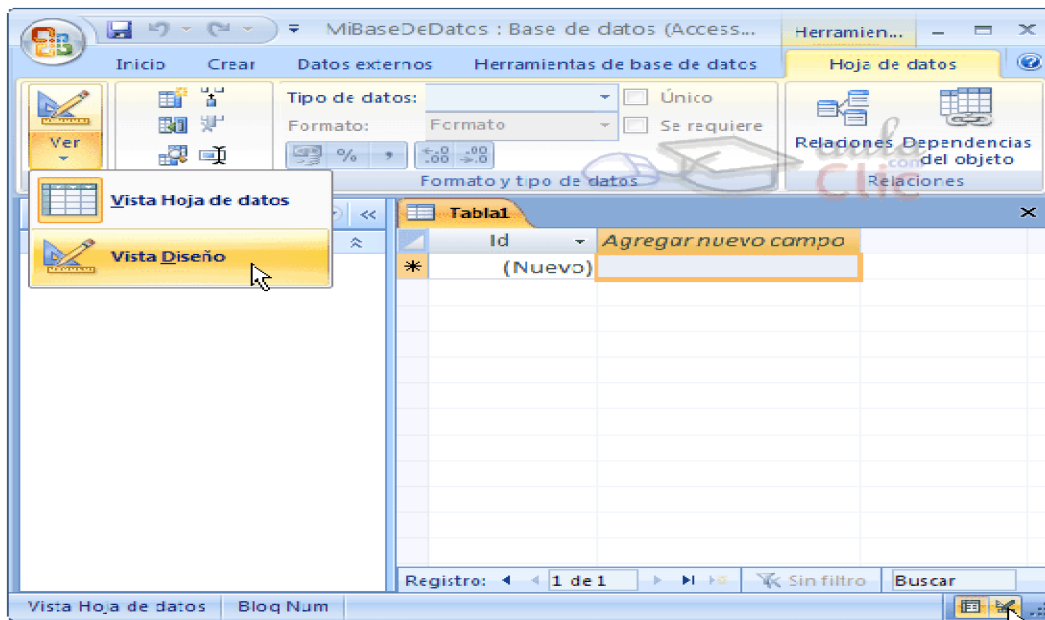 MiBaseDeDatos : Base de datos (Access...
Herramien...
Inicio Crear Datos externos Herramientas de base de datos Hoja de datos
Ver
Tipo de datos:
Único
Formato: Formato
Se requiere
Formato y tipo de datos
Relaciones Dependencias del objeto
Relaciones
aula
.com
Clic
Vista Hoja de datos
Vista Diseño
Tabla1
Id Agregar nuevo campo
(Nuevo)
Registro: 1 de 1 Sin filtro Buscar
Vista Hoja de datos Bloq Num